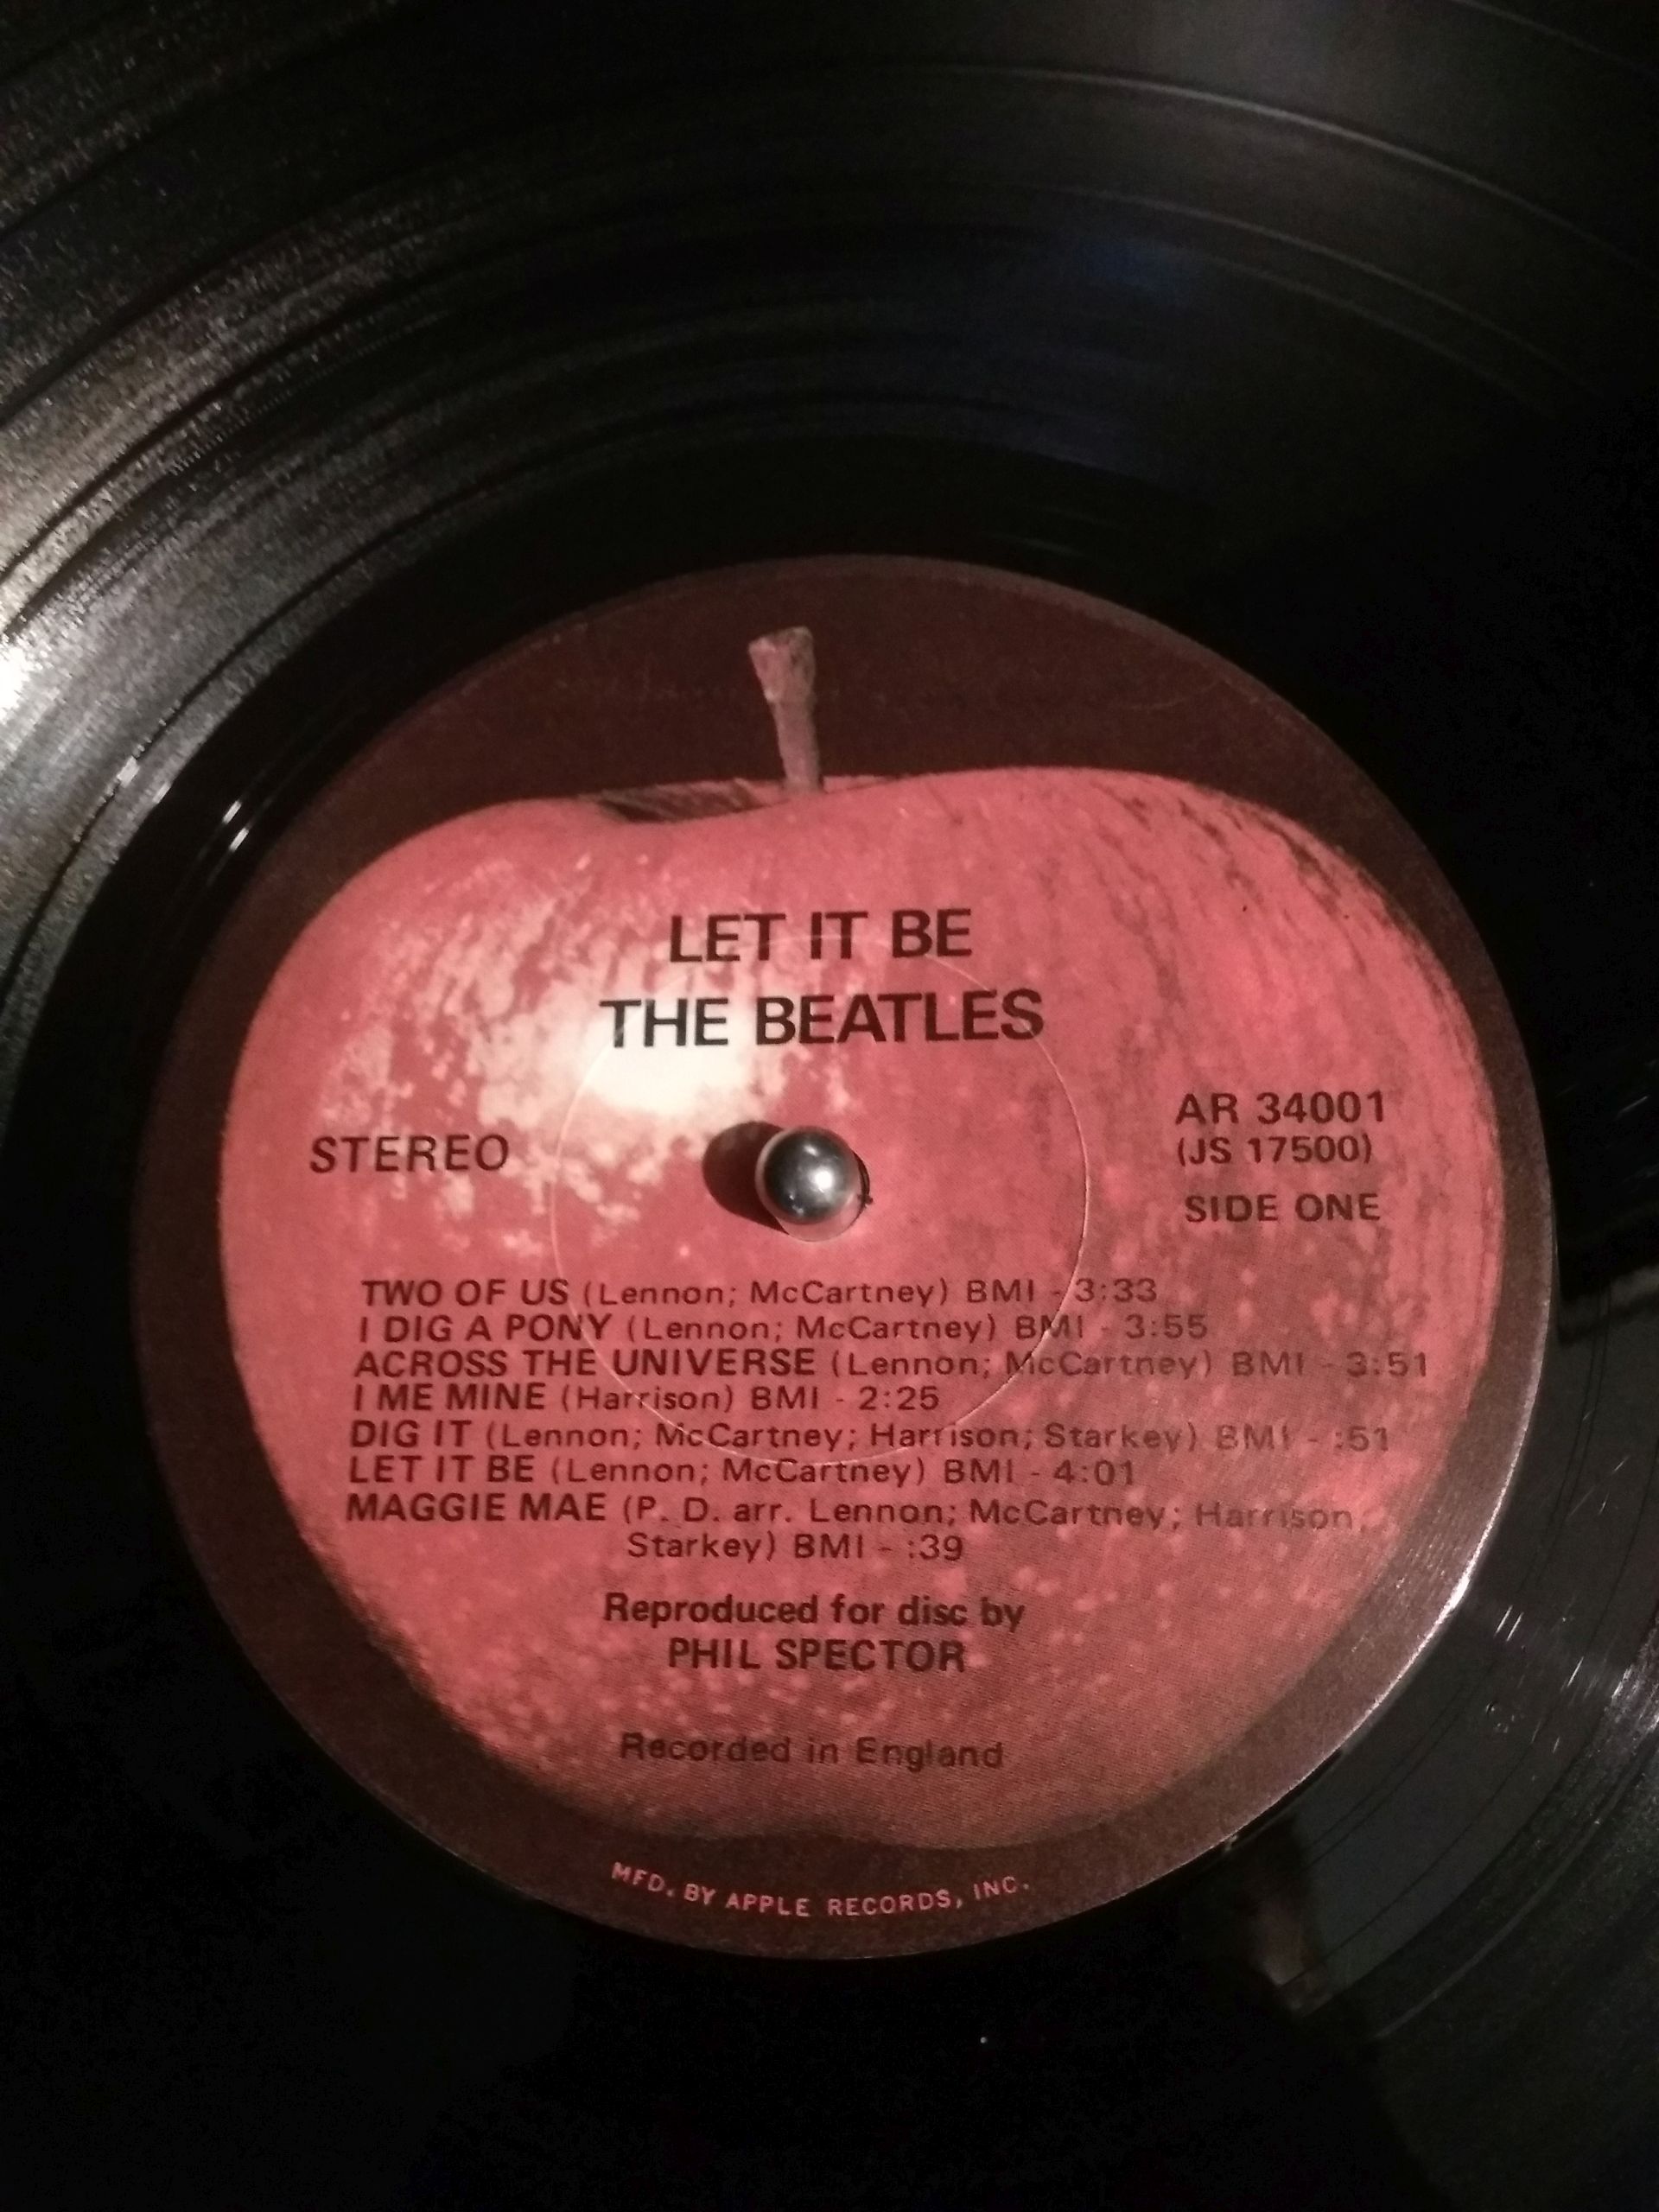 LET IT BE
THE BEATLES
STEREO
AR 34001
(JS 17500)
SIDE ONE
TWO OF US (Lennon; McCartney) BMI - 3:33
I DIG A PONY (Lennon; McCartney) BMI - 3:55
ACROSS THE UNIVERSE (Lennon; McCartney) BMI - 3:51
I ME MINE (Harrison) BMI - 2:25
DIG IT (Lennon; McCartney; Harrison; Starkey) BMI - :51
LET IT BE (Lennon; McCartney) BMI - 4:01
MAGGIE MAE (P. D. arr. Lennon; McCartney; Harrison,
Starkey) BMI - :39
Reproduced for disc by
PHIL SPECTOR
Recorded in England
MFD. BY APPLE RECORDS, INC.